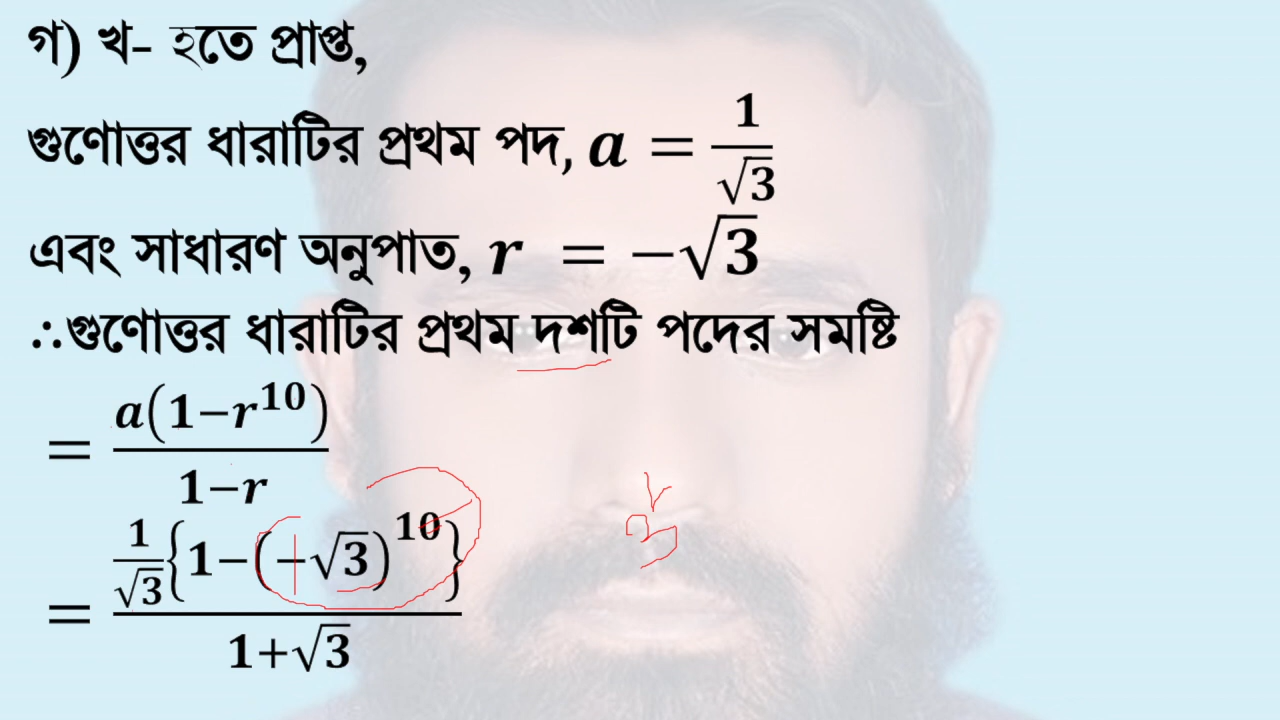 গ) খ- হতে প্রাপ্ত,
গুণোত্তর ধারাটির প্রথম পদ, a = 1/√3
এবং সাধারণ অনুপাত, r = −√3
∴গুণোত্তর ধারাটির প্রথম দশটি পদের সমষ্টি
= a(1−r^10)/(1−r)
= 1/√3{1−(−√3)^10}/(1+√3)